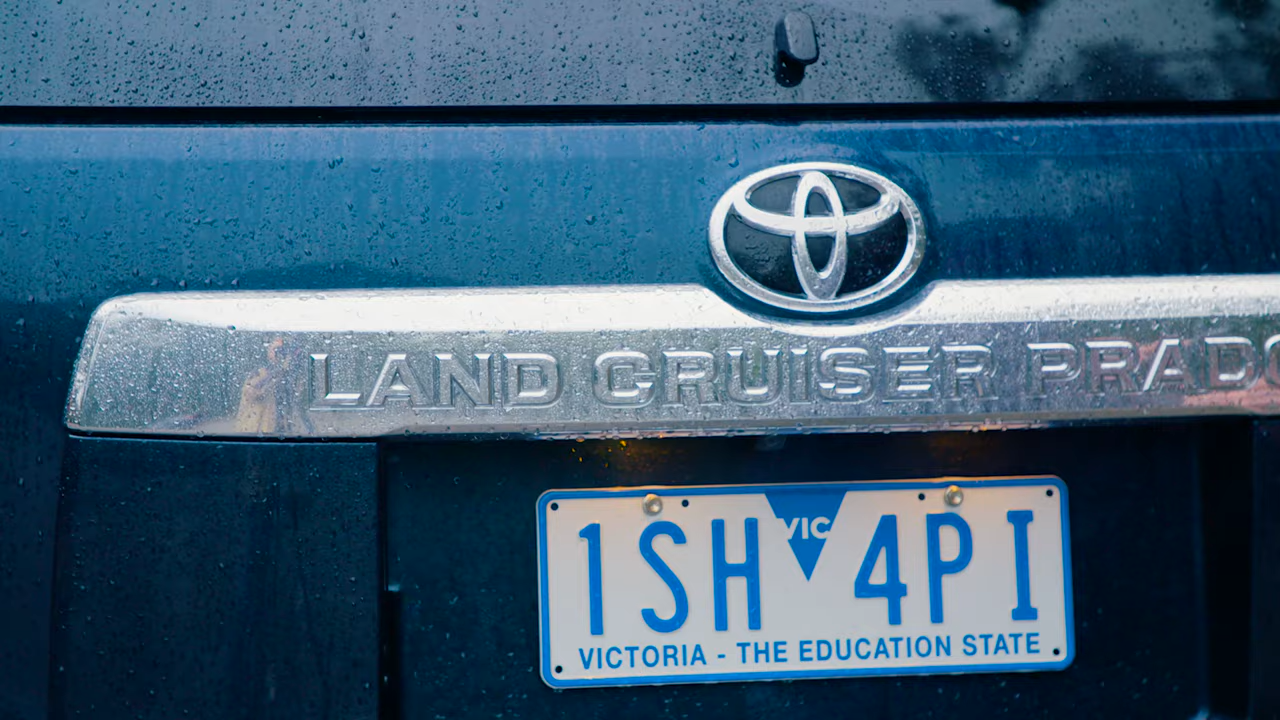 LAND CRUISER PRADO
VIC
1SH 4PI
VICTORIA - THE EDUCATION STATE